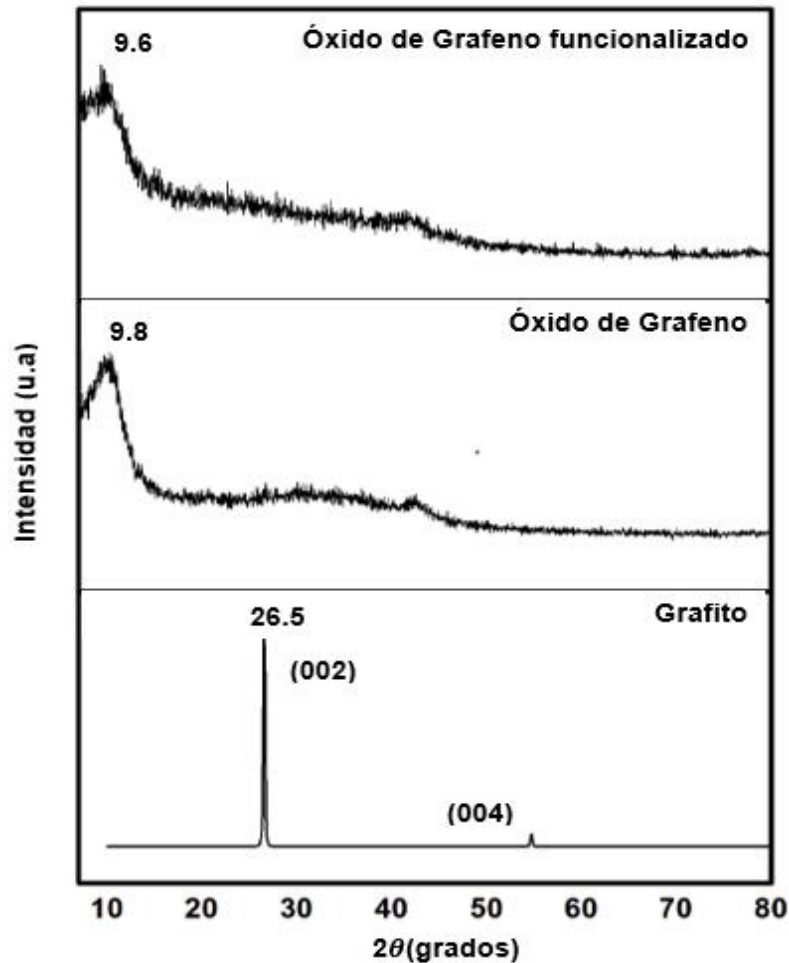 Óxido de Grafeno funcionalizado
9.6
Óxido de Grafeno
9.8
Grafito
26.5
(002)
(004)
Intensidad (u.a)
10 20 30 40 50 60 70 80
2θ(grados)